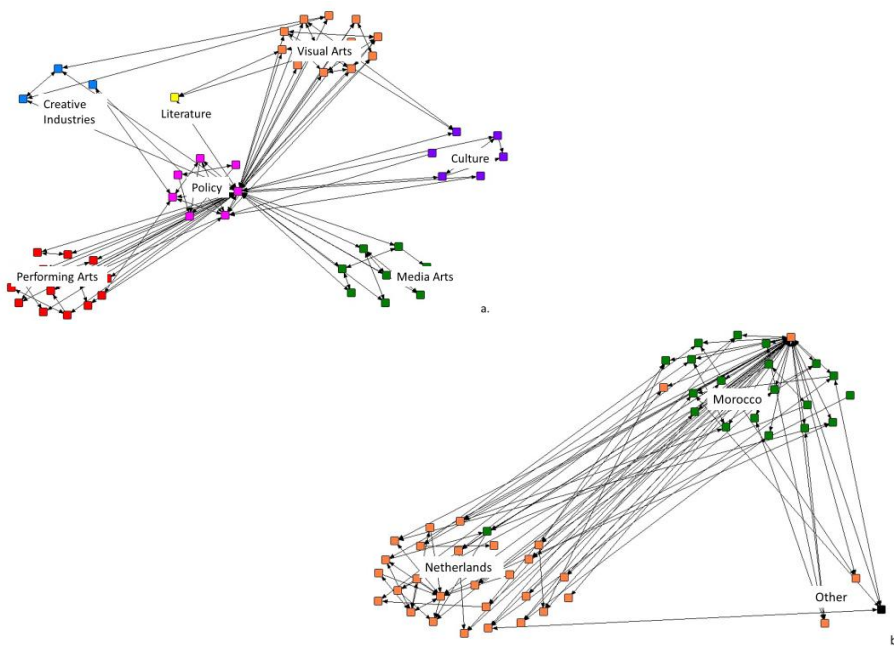 Visual Arts
Creative
Industries
Literature
Culture
Policy
Performing Arts
Media Arts
a.
Morocco
Netherlands
Other
b